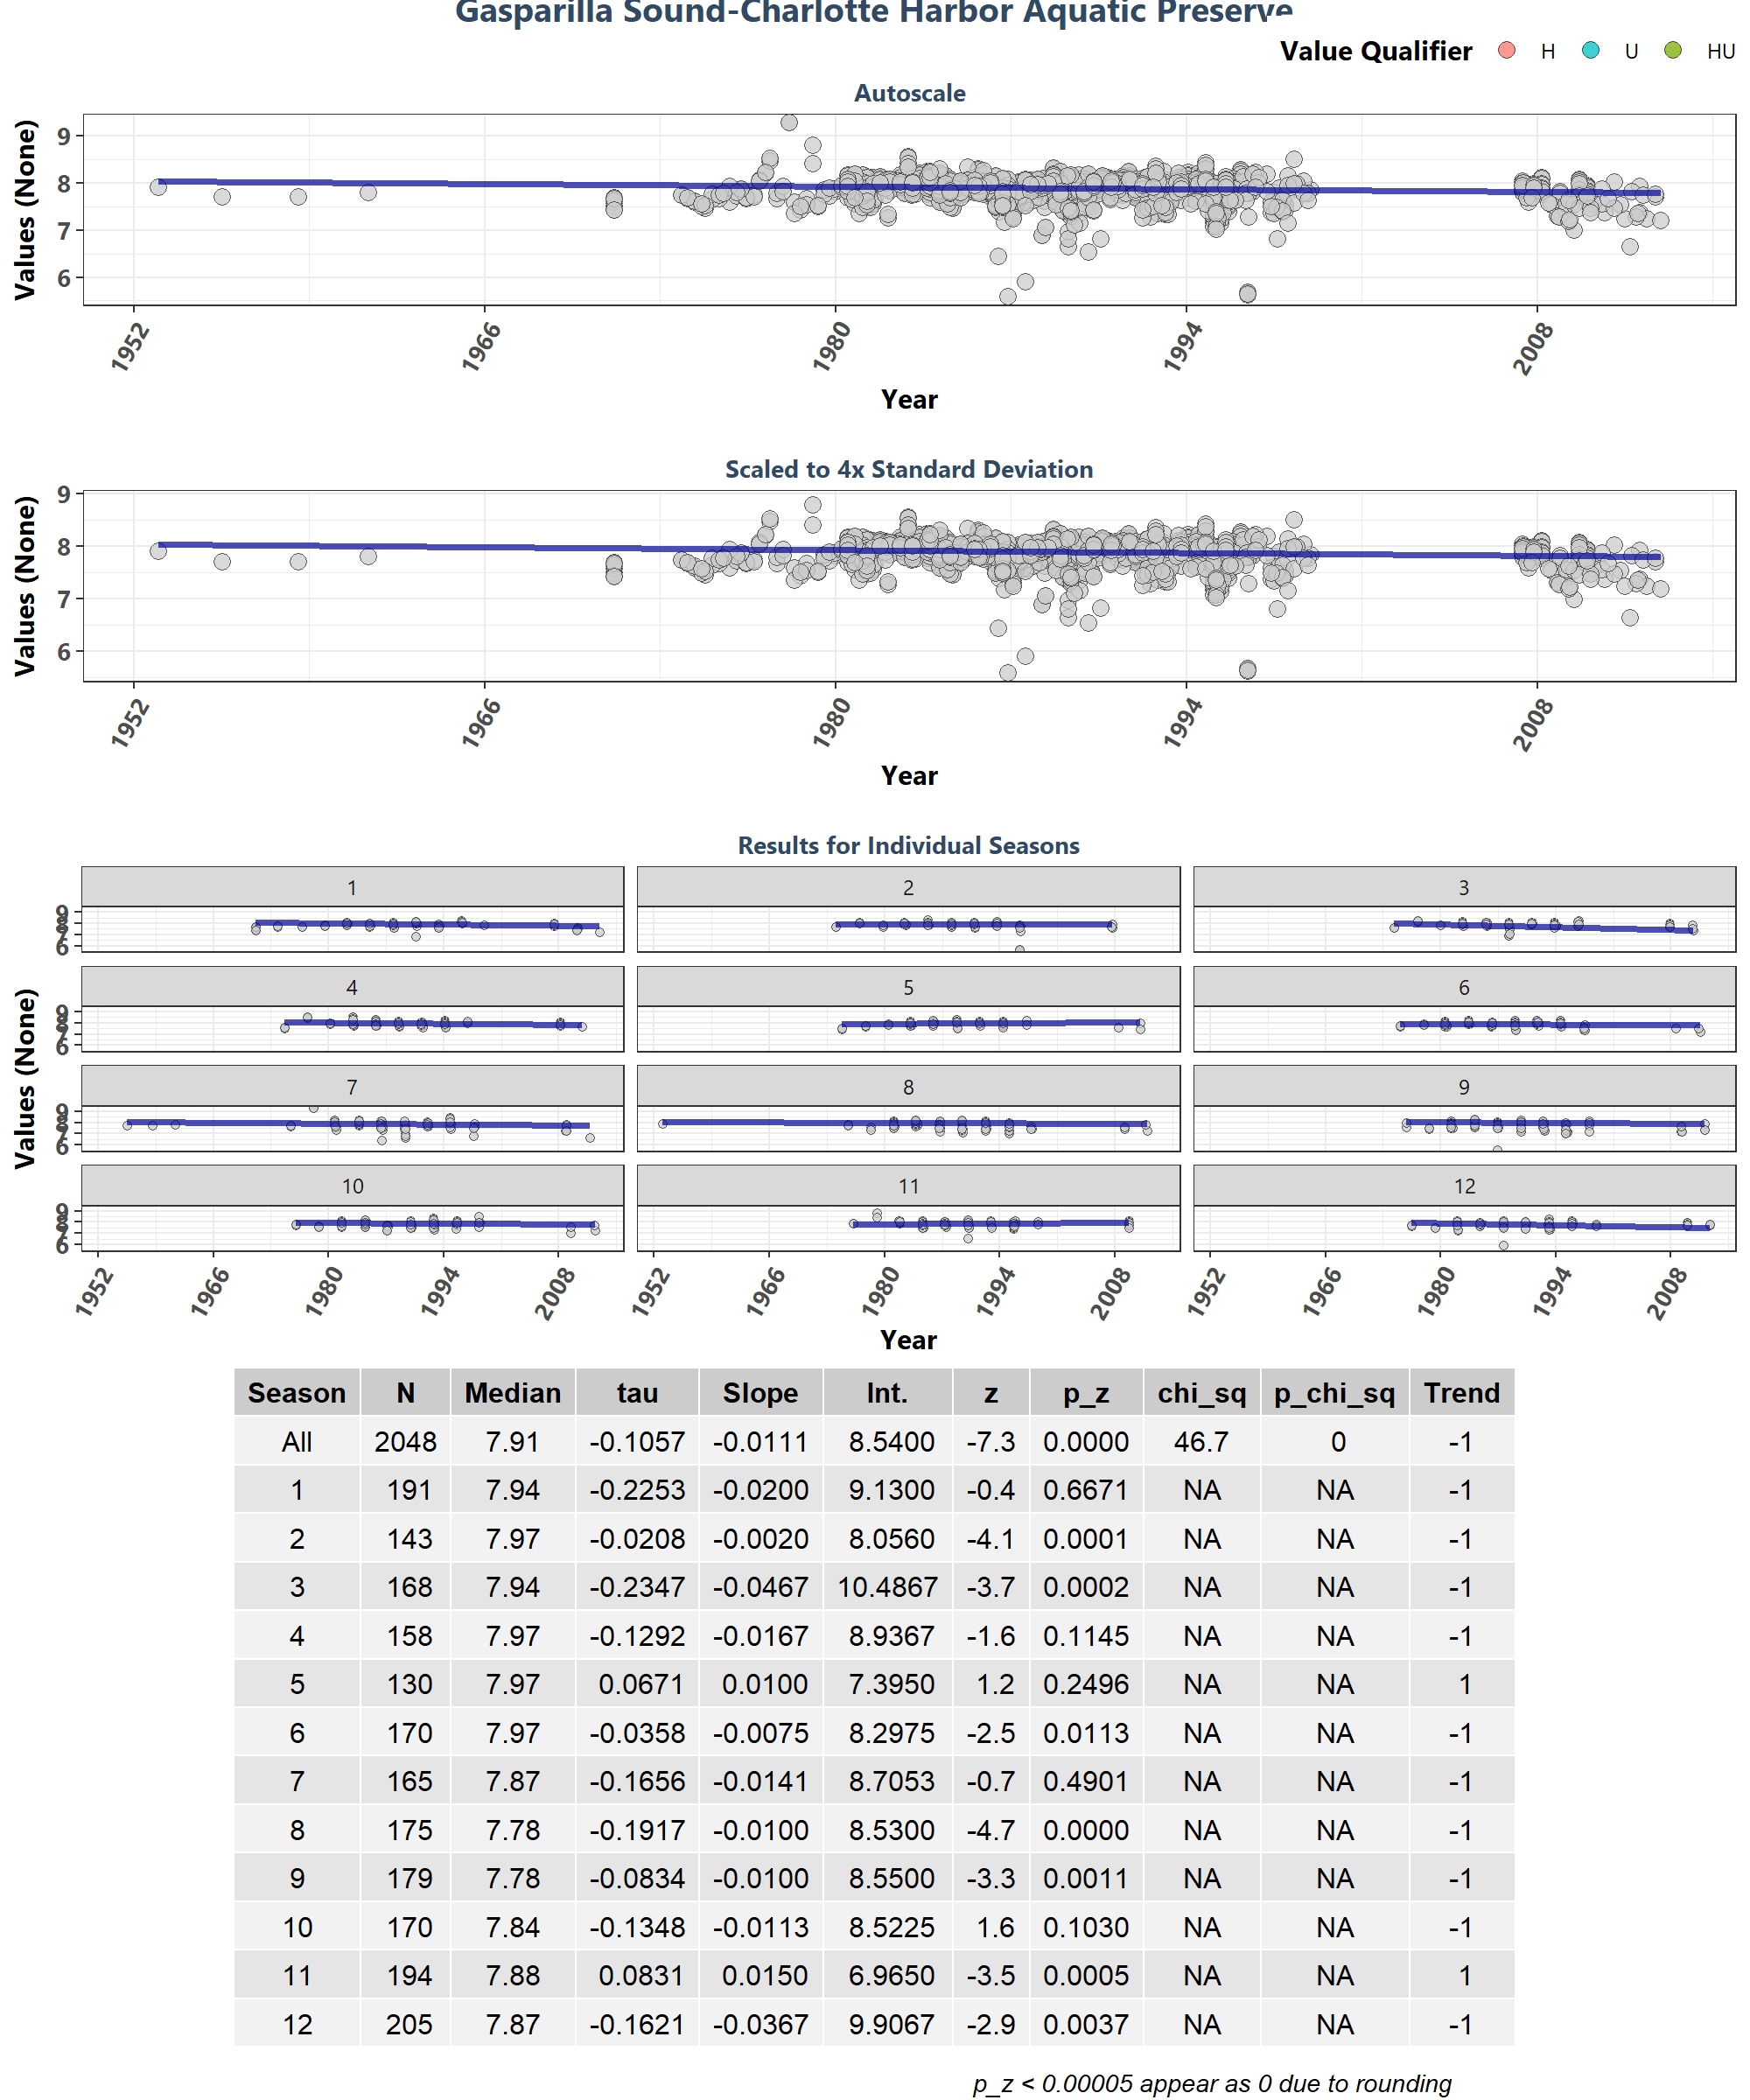 Gasparilla Sound-Charlotte Harbor Aquatic Preserve
Value Qualifier H U HU
Autoscale
Values (None)
9
8
7
6
1952 1966 1980 1994 2008
Year
Scaled to 4x Standard Deviation
Values (None)
9
8
7
6
1952 1966 1980 1994 2008
Year
Results for Individual Seasons
Values (None)
1 2 3
9
8
7
6
4 5 6
9
8
7
6
7 8 9
9
8
7
6
10 11 12
9
8
7
6
1952 1966 1980 1994 2008 1952 1966 1980 1994 2008 1952 1966 1980 1994 2008
Year
Season N Median tau Slope Int. z p_z chi_sq p_chi_sq Trend
All 2048 7.91 -0.1057 -0.0111 8.5400 -7.3 0.0000 46.7 0 -1
1 191 7.94 -0.2253 -0.0200 9.1300 -0.4 0.6671 NA NA -1
2 143 7.97 -0.0208 -0.0020 8.0560 -4.1 0.0001 NA NA -1
3 168 7.94 -0.2347 -0.0467 10.4867 -3.7 0.0002 NA NA -1
4 158 7.97 -0.1292 -0.0167 8.9367 -1.6 0.1145 NA NA -1
5 130 7.97 0.0671 0.0100 7.3950 1.2 0.2496 NA NA 1
6 170 7.97 -0.0358 -0.0075 8.2975 -2.5 0.0113 NA NA -1
7 165 7.87 -0.1656 -0.0141 8.7053 -0.7 0.4901 NA NA -1
8 175 7.78 -0.1917 -0.0100 8.5300 -4.7 0.0000 NA NA -1
9 179 7.78 -0.0834 -0.0100 8.5500 -3.3 0.0011 NA NA -1
10 170 7.84 -0.1348 -0.0113 8.5225 1.6 0.1030 NA NA -1
11 194 7.88 0.0831 0.0150 6.9650 -3.5 0.0005 NA NA 1
12 205 7.87 -0.1621 -0.0367 9.9067 -2.9 0.0037 NA NA -1
p_z < 0.00005 appear as 0 due to rounding